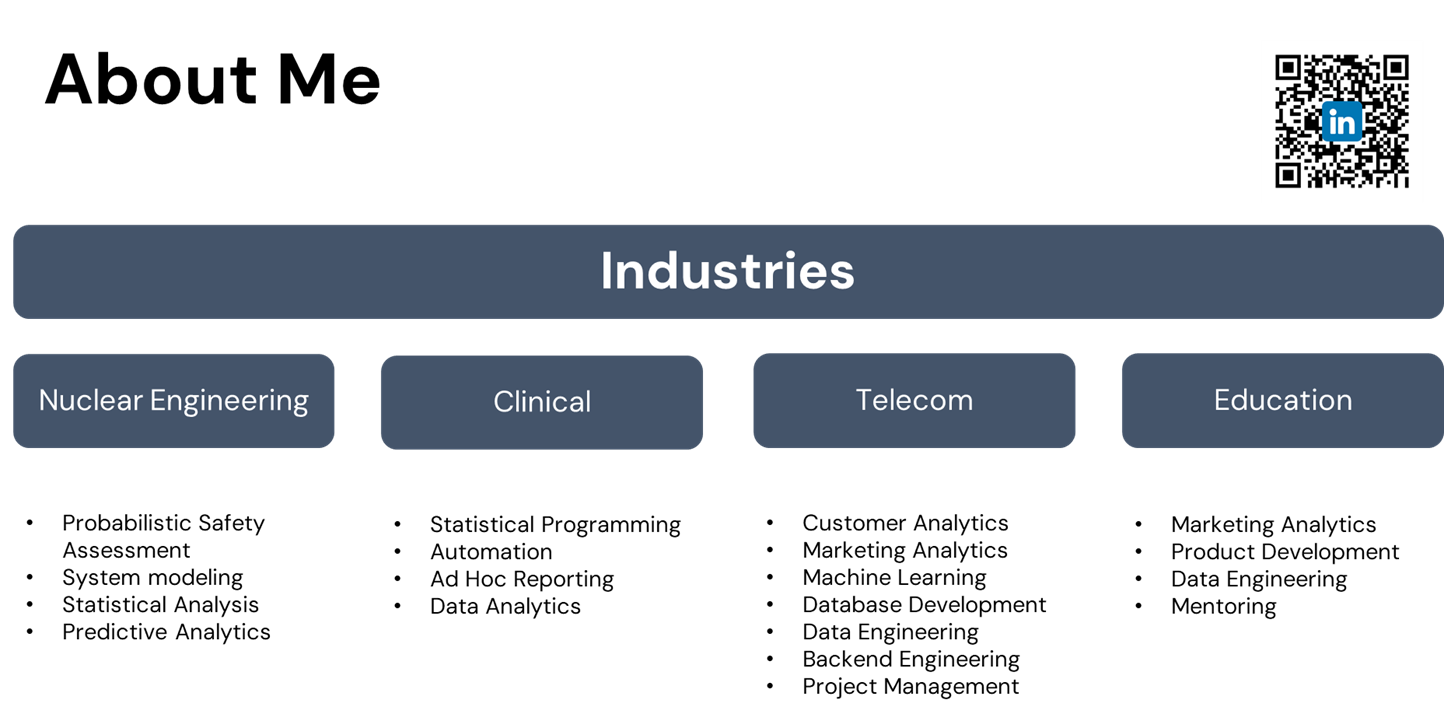 About Me
in
Industries
Nuclear Engineering
Clinical
Telecom
Education
• Probabilistic Safety
Assessment
• System modeling
• Statistical Analysis
• Predictive Analytics
• Statistical Programming
• Automation
• Ad Hoc Reporting
• Data Analytics
• Customer Analytics
• Marketing Analytics
• Machine Learning
• Database Development
• Data Engineering
• Backend Engineering
• Project Management
• Marketing Analytics
• Product Development
• Data Engineering
• Mentoring